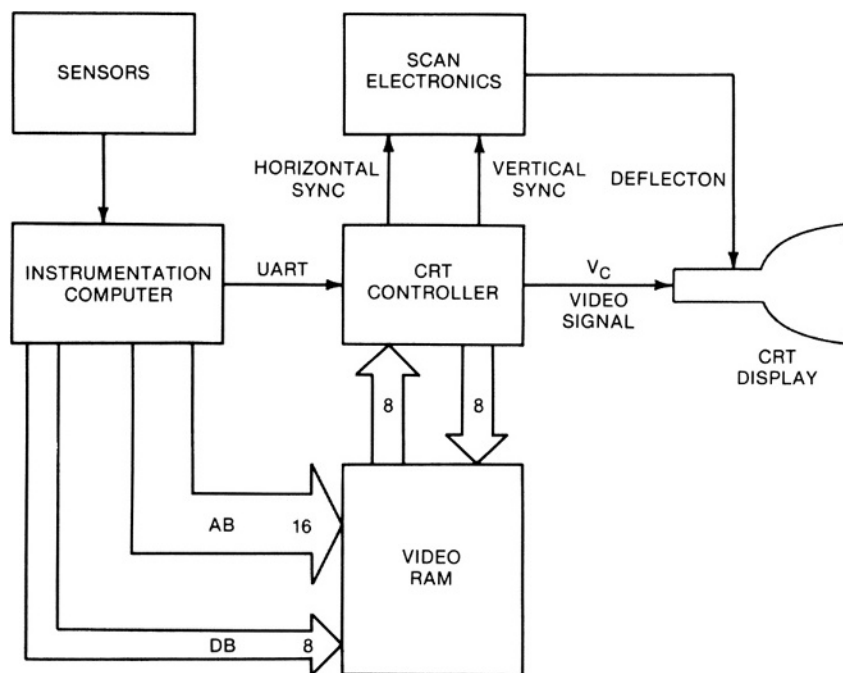 SENSORS
SCAN
ELECTRONICS
HORIZONTAL
SYNC
VERTICAL
SYNC
DEFLECTON
INSTRUMENTATION
COMPUTER
UART
CRT
CONTROLLER
V_C
VIDEO
SIGNAL
CRT
DISPLAY
8
8
AB 16
VIDEO
RAM
DB 8